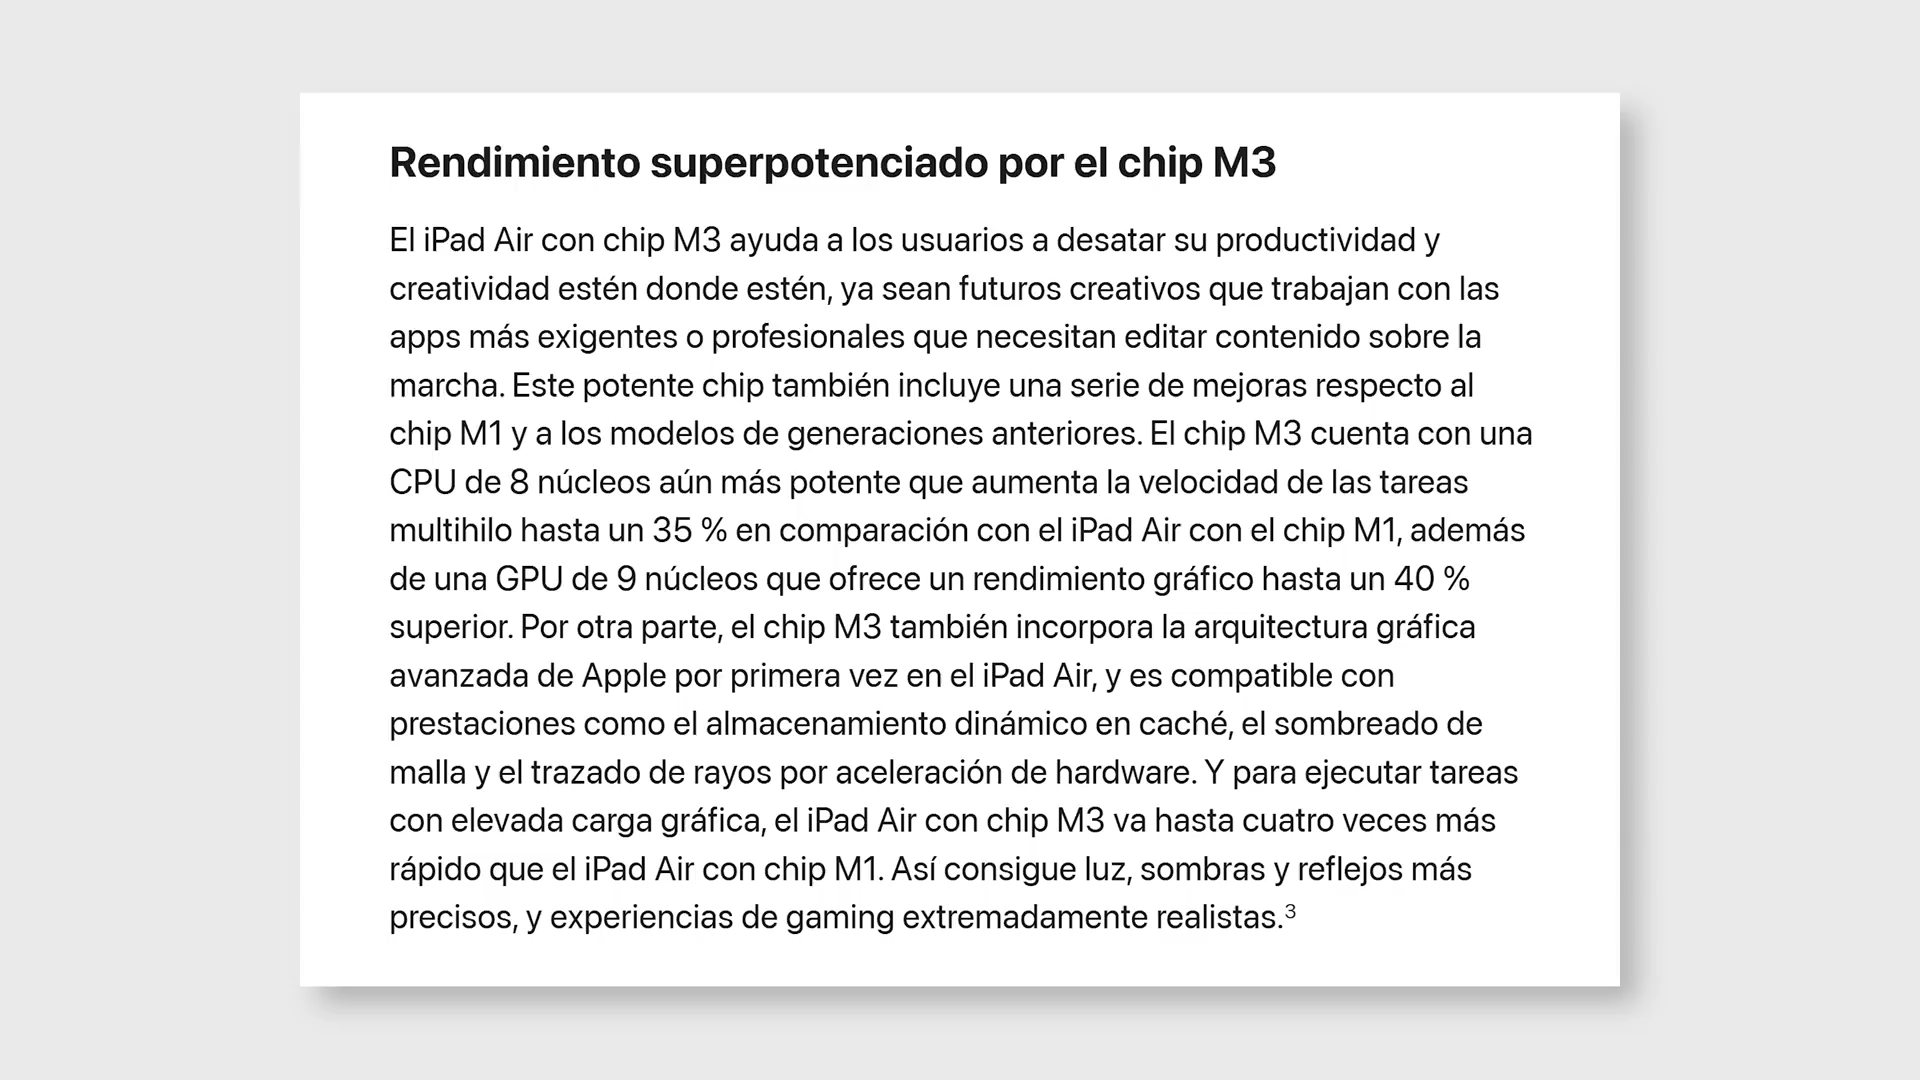 Rendimiento superpotenciado por el chip M3
El iPad Air con chip M3 ayuda a los usuarios a desatar su productividad y
creatividad estén donde estén, ya sean futuros creativos que trabajan con las
apps más exigentes o profesionales que necesitan editar contenido sobre la
marcha. Este potente chip también incluye una serie de mejoras respecto al
chip M1 y a los modelos de generaciones anteriores. El chip M3 cuenta con una
CPU de 8 núcleos aún más potente que aumenta la velocidad de las tareas
multihilo hasta un 35 % en comparación con el iPad Air con el chip M1, además
de una GPU de 9 núcleos que ofrece un rendimiento gráfico hasta un 40 %
superior. Por otra parte, el chip M3 también incorpora la arquitectura gráfica
avanzada de Apple por primera vez en el iPad Air, y es compatible con
prestaciones como el almacenamiento dinámico en caché, el sombreado de
malla y el trazado de rayos por aceleración de hardware. Y para ejecutar tareas
con elevada carga gráfica, el iPad Air con chip M3 va hasta cuatro veces más
rápido que el iPad Air con chip M1. Así consigue luz, sombras y reflejos más
precisos, y experiencias de gaming extremadamente realistas.³